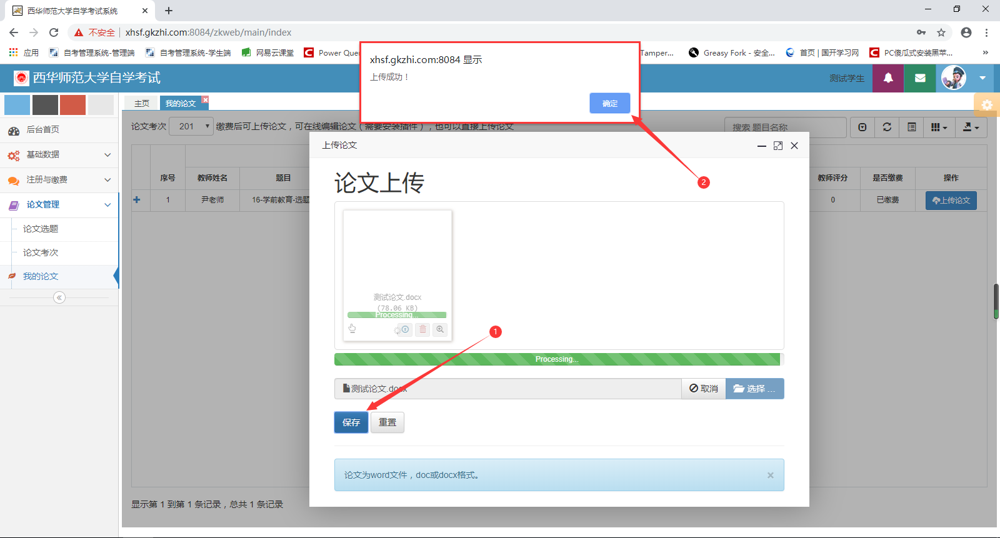 西华师范大学自学考试系统
不安全 xhsf.gkzhi.com:8084/zkweb/main/index
应用 自考管理系统-管理端 自考管理系统-学生端 网易云课堂 Power Que Tamper... Greasy Fork - 安全... 首页 | 国开学习网 PC傻瓜式安装黑苹...
xhsf.gkzhi.com:8084 显示
上传成功！
确定
西华师范大学自学考试
测试学生
主页 我的论文
后台首页
基础数据
注册与缴费
论文管理
论文选题
论文考次
我的论文
论文考次 201 缴费后可上传论文，可在线编辑论文（需要安装插件），也可以直接上传论文
搜索 题目名称
序号 教师姓名 题目 教师评分 是否缴费 操作
1 尹老师 16-学前教育-选题 0 已缴费 上传论文
显示第 1 到第 1 条记录，总共 1 条记录
上传论文
论文上传
测试论文.docx
(78.06 KB)
Processing...
Processing...
测试论文.docx 取消 选择 ...
保存 重置
论文为word文件，doc或docx格式。
1
2